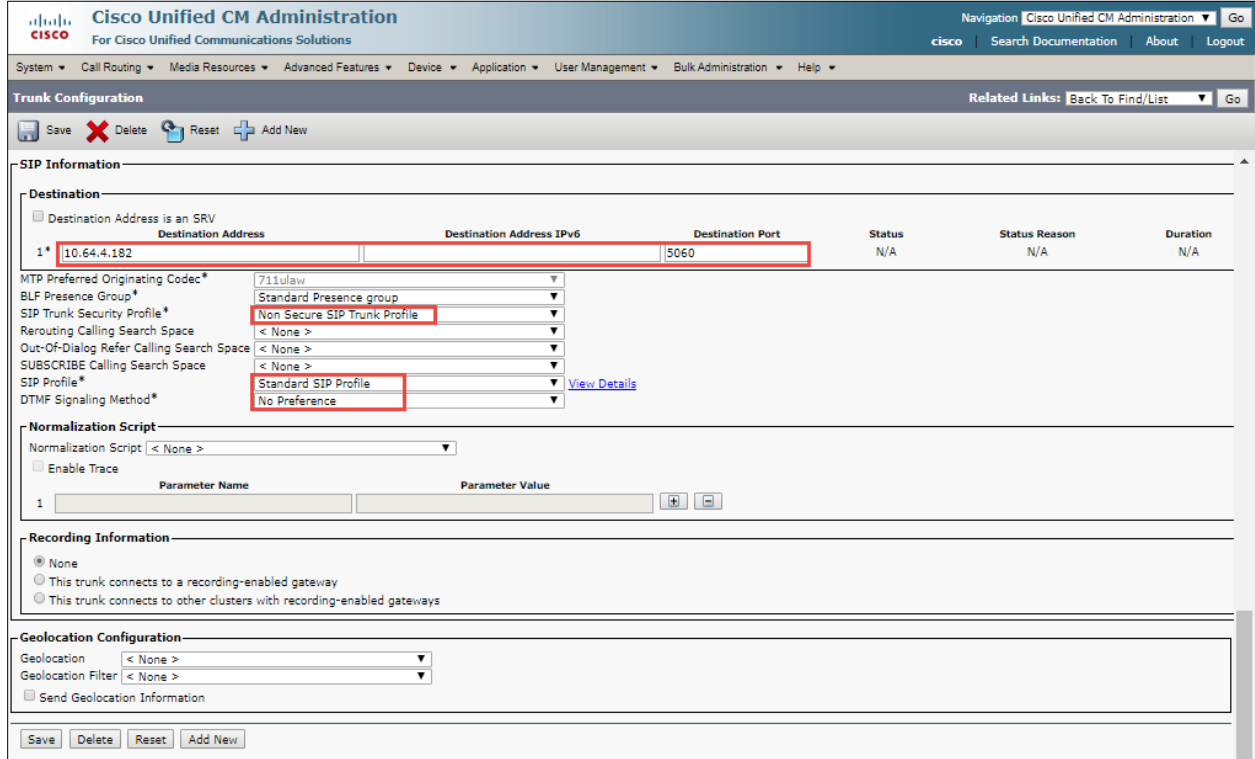 Cisco Unified CM Administration
CISCO
For Cisco Unified Communications Solutions
Navigation Cisco Unified CM Administration Go
cisco Search Documentation About Logout
System Call Routing Media Resources Advanced Features Device Application User Management Bulk Administration Help
Trunk Configuration
Related Links: Back To Find/List Go
Save Delete Reset Add New
SIP Information
Destination
Destination Address is an SRV
Destination Address Destination Address IPv6 Destination Port Status Status Reason Duration
1* 10.64.4.182 5060 N/A N/A N/A
MTP Preferred Originating Codec* 711ulaw
BLF Presence Group* Standard Presence group
SIP Trunk Security Profile* Non Secure SIP Trunk Profile
Rerouting Calling Search Space < None >
Out-Of-Dialog Refer Calling Search Space < None >
SUBSCRIBE Calling Search Space < None >
SIP Profile* Standard SIP Profile View Details
DTMF Signaling Method* No Preference
Normalization Script
Normalization Script < None >
Enable Trace
Parameter Name Parameter Value
1
Recording Information
None
This trunk connects to a recording-enabled gateway
This trunk connects to other clusters with recording-enabled gateways
Geolocation Configuration
Geolocation < None >
Geolocation Filter < None >
Send Geolocation Information
Save Delete Reset Add New